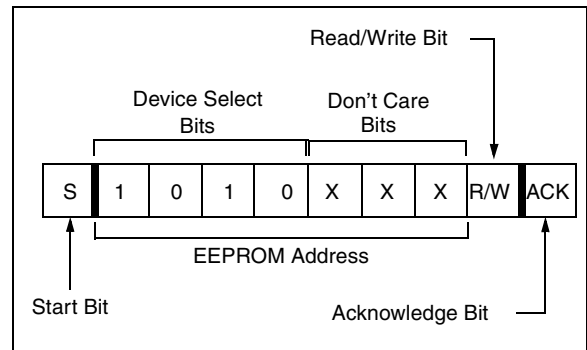 Read/Write Bit
Device Select
Bits
Don't Care
Bits
S 1 0 1 0 X X X R/W ACK
EEPROM Address
Start Bit
Acknowledge Bit